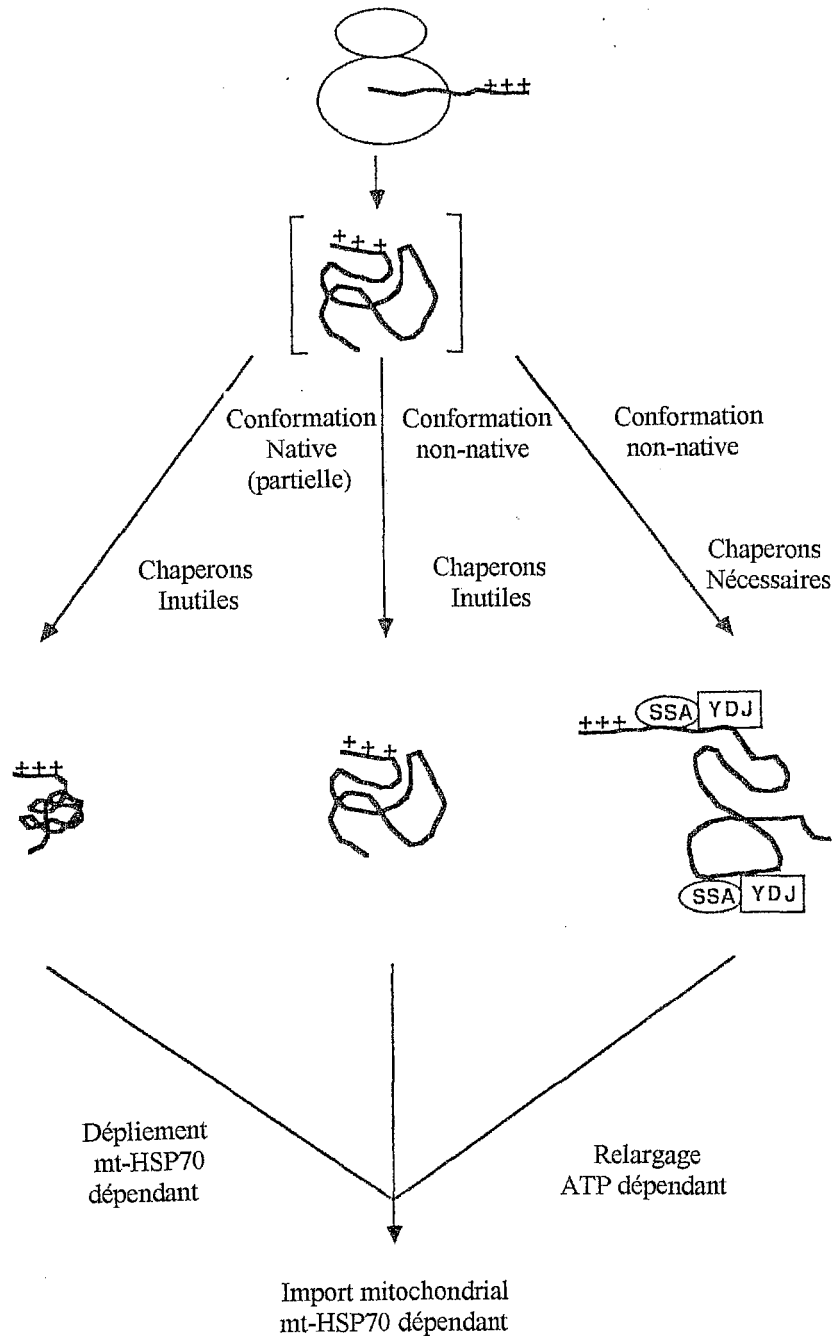 +++
+++
Conformation
Native
(partielle)
Conformation
non-native
Conformation
non-native
Chaperons
Inutiles
Chaperons
Inutiles
Chaperons
Nécessaires
+++
+++
+++
SSA YDJ
SSA YDJ
Dépliement
mt-HSP70
dépendant
Relargage
ATP dépendant
Import mitochondrial
mt-HSP70 dépendant